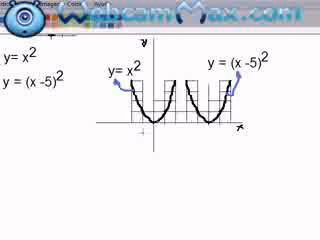 WebcamMax.com
y= x²
y = (x -5)²
y
y= x²
y = (x -5)²
x